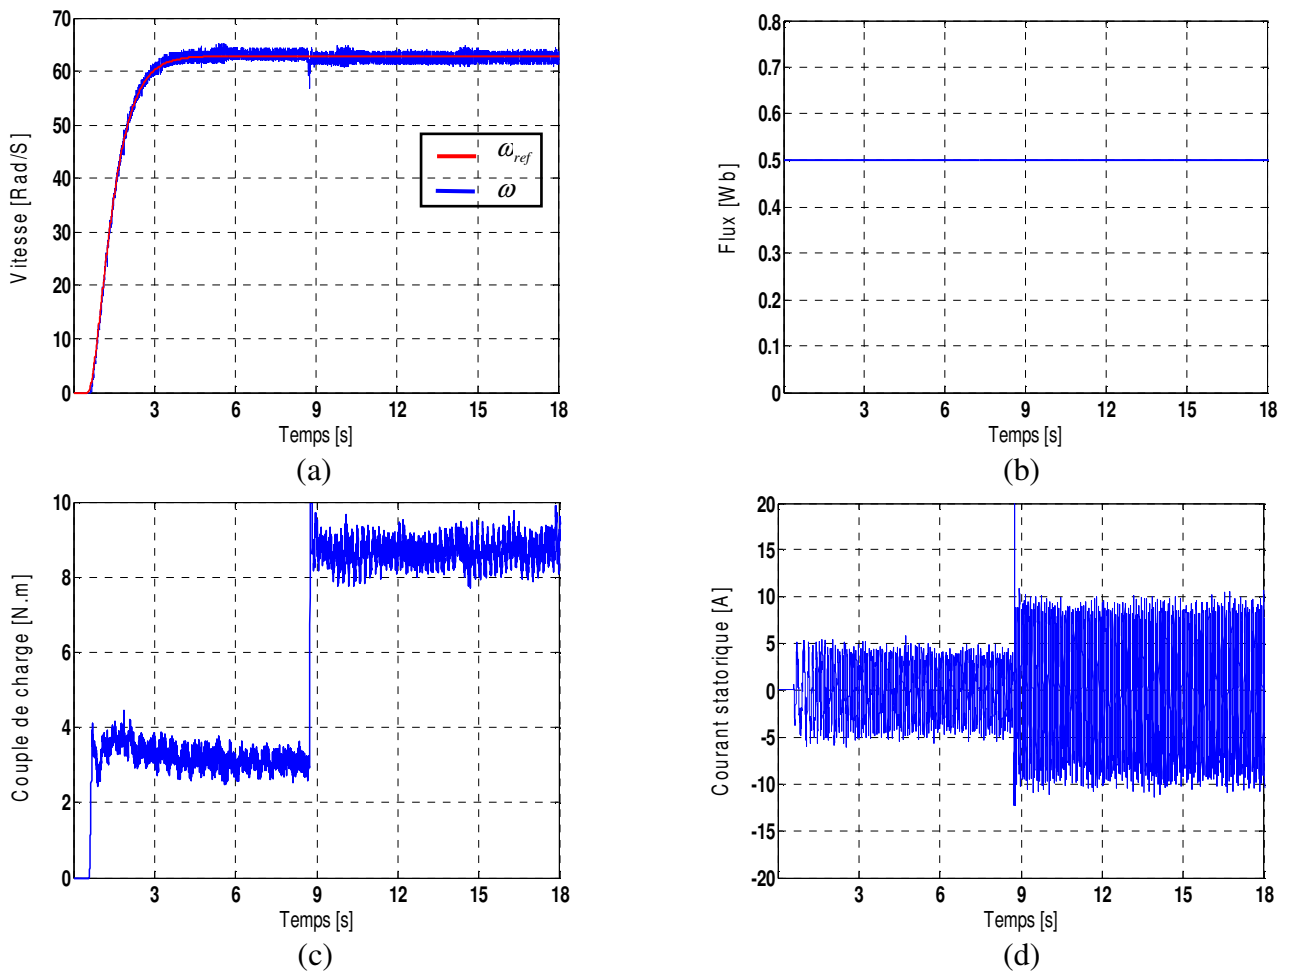 70
60
50
40
30
20
10
0
Vitesse [Rad/S]
ω_ref
ω
3 6 9 12 15 18
Temps [s]
(a)
0.8
0.7
0.6
0.5
0.4
0.3
0.2
0.1
0
Flux [Wb]
3 6 9 12 15 18
Temps [s]
(b)
10
8
6
4
2
0
Couple de charge [N.m]
3 6 9 12 15 18
Temps [s]
(c)
20
15
10
5
0
-5
-10
-15
-20
Courant statorique [A]
3 6 9 12 15 18
Temps [s]
(d)